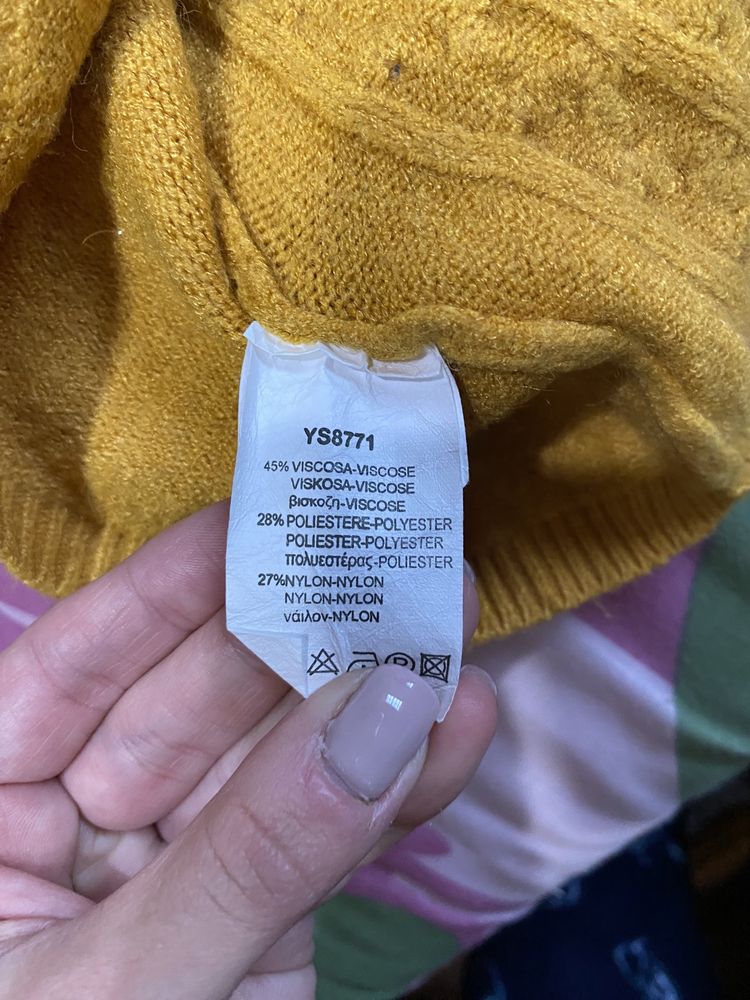 YS8771
45% VISCOSA-VISCOSE
VISKOSA-VISCOSE
βισκοζη-VISCOSE
28% POLIESTERE-POLYESTER
POLIESTER-POLYESTER
πολυεστέρας-POLIESTER
27%NYLON-NYLON
NYLON-NYLON
νάιλον-NYLON